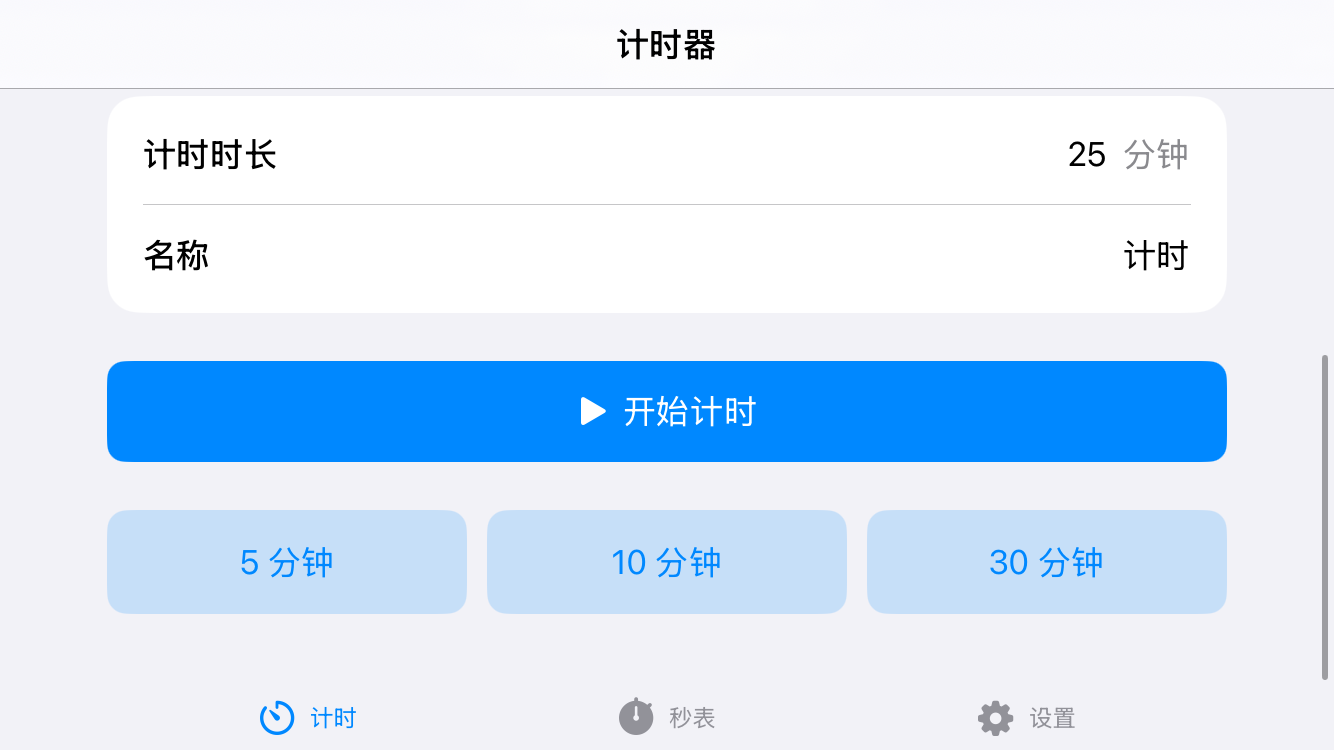 计时器
计时时长 25 分钟
名称 计时
开始计时
5 分钟 10 分钟 30 分钟
计时 秒表 设置